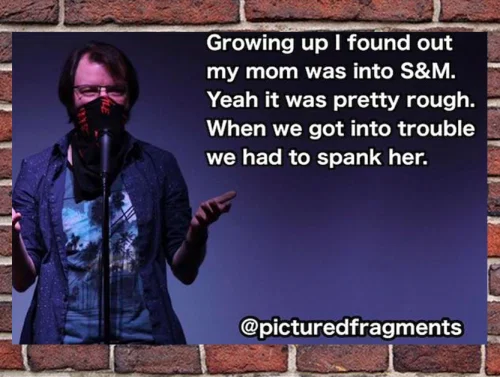 Growing up I found out
my mom was into S&M.
Yeah it was pretty rough.
When we got into trouble
we had to spank her.
@picturedfragments